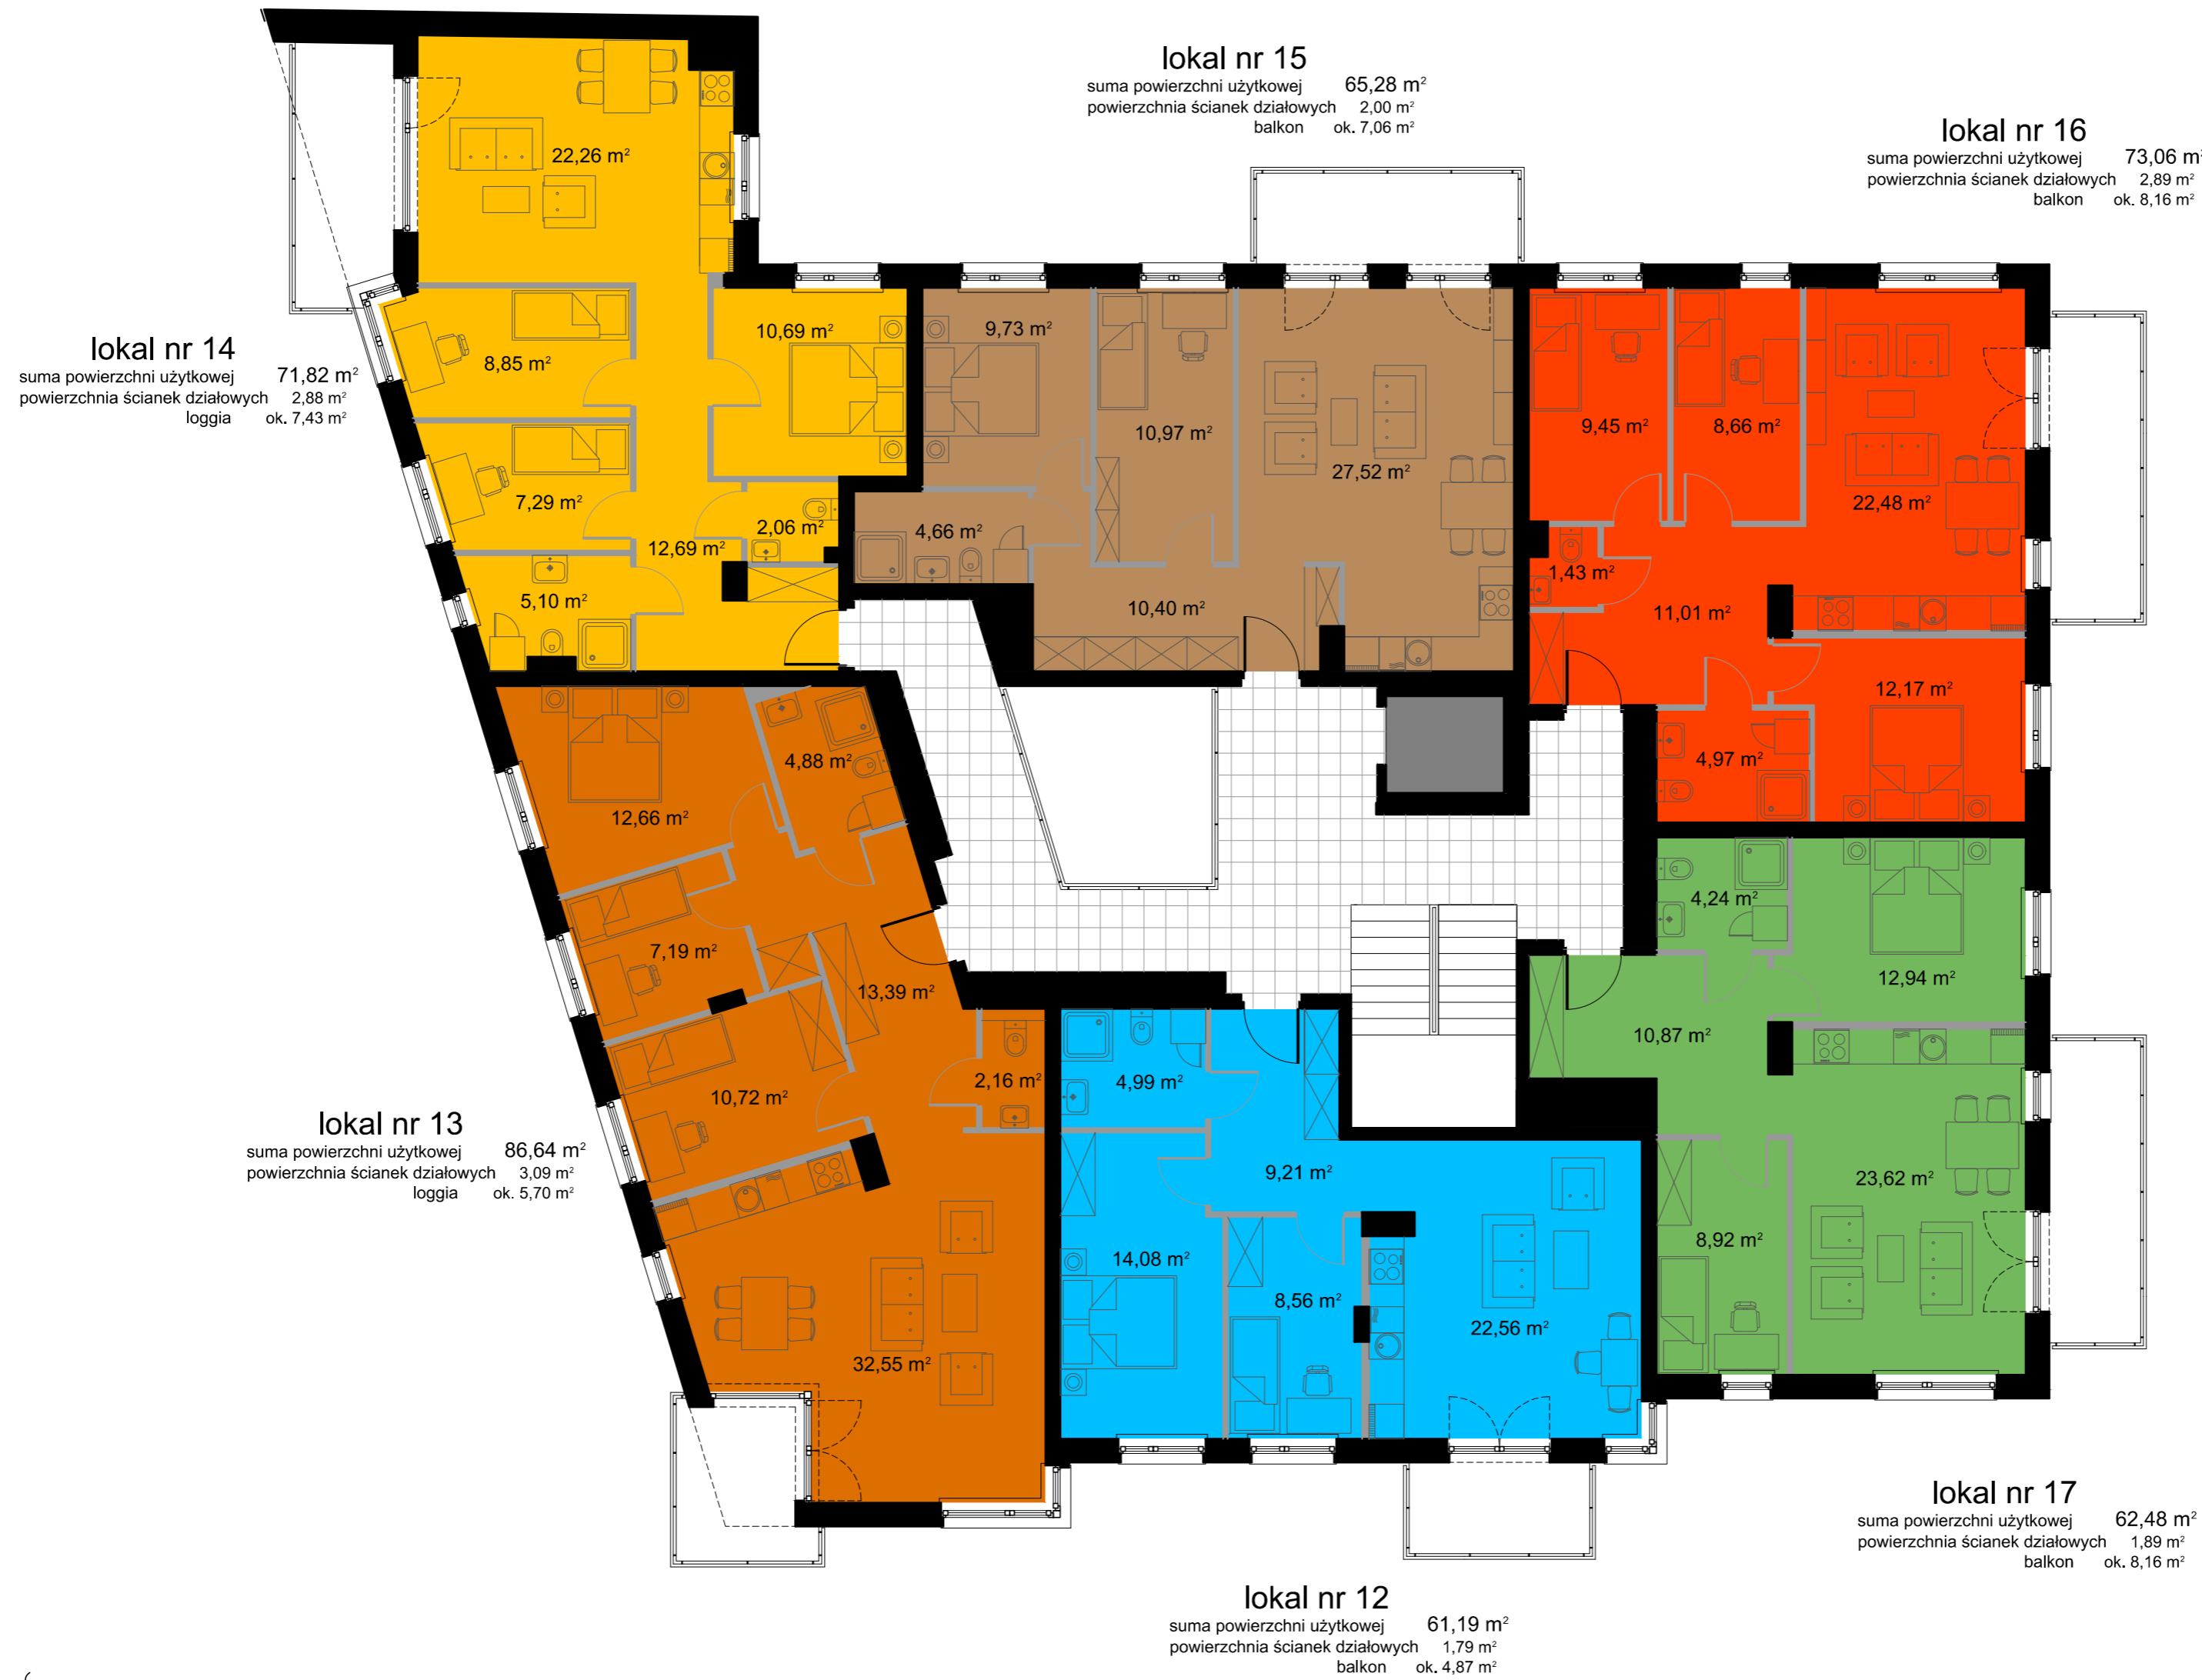 lokal nr 15
suma powierzchni użytkowej 65,28 m²
powierzchnia ścianek działowych 2,00 m²
balkon ok. 7,06 m²
lokal nr 16
suma powierzchni użytkowej 73,06 m²
powierzchnia ścianek działowych 2,89 m²
balkon ok. 8,16 m²
lokal nr 14
suma powierzchni użytkowej 71,82 m²
powierzchnia ścianek działowych 2,88 m²
loggia ok. 7,43 m²
22,26 m²
8,85 m²
10,69 m²
7,29 m²
2,06 m²
12,69 m²
5,10 m²
9,73 m²
10,97 m²
27,52 m²
4,66 m²
10,40 m²
9,45 m²
8,66 m²
22,48 m²
1,43 m²
11,01 m²
12,17 m²
4,97 m²
12,66 m²
4,88 m²
7,19 m²
13,39 m²
10,72 m²
2,16 m²
32,55 m²
lokal nr 13
suma powierzchni użytkowej 86,64 m²
powierzchnia ścianek działowych 3,09 m²
loggia ok. 5,70 m²
4,99 m²
9,21 m²
14,08 m²
8,56 m²
22,56 m²
4,24 m²
12,94 m²
10,87 m²
23,62 m²
8,92 m²
lokal nr 17
suma powierzchni użytkowej 62,48 m²
powierzchnia ścianek działowych 1,89 m²
balkon ok. 8,16 m²
lokal nr 12
suma powierzchni użytkowej 61,19 m²
powierzchnia ścianek działowych 1,79 m²
balkon ok. 4,87 m²